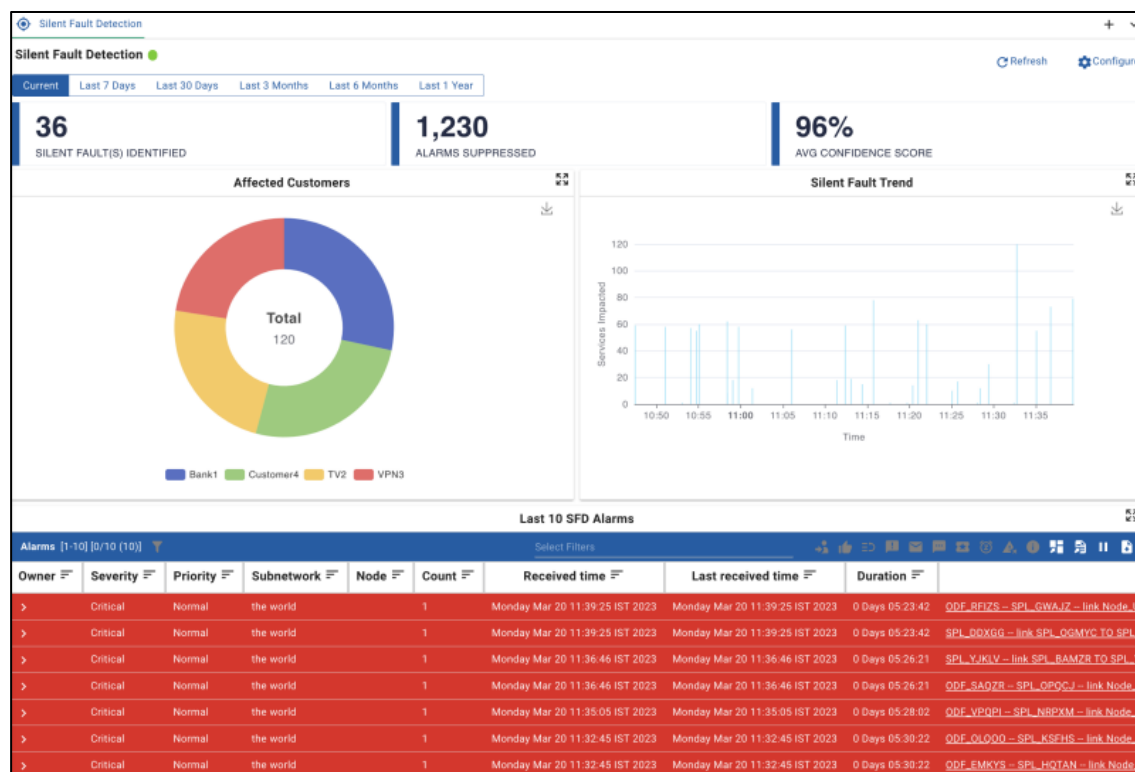 Silent Fault Detection
Silent Fault Detection
Refresh Configure
Current Last 7 Days Last 30 Days Last 3 Months Last 6 Months Last 1 Year
36 1,230 96%
SILENT FAULT(S) IDENTIFIED ALARMS SUPPRESSED AVG CONFIDENCE SCORE
Affected Customers Silent Fault Trend
Total
120
Bank1 Customer4 TV2 VPN3
120
100
80
60
40
20
0
Services Impacted
10:50 10:55 11:00 11:05 11:10 11:15 11:20 11:25 11:30 11:35
Time
Last 10 SFD Alarms
Alarms [1-10] [0/10 (10)] Select Filters
Owner Severity Priority Subnetwork Node Count Received time Last received time Duration
Critical Normal the world 1 Monday Mar 20 11:39:25 IST 2023 Monday Mar 20 11:39:25 IST 2023 0 Days 05:23:42 ODF_RFIZS -- SPL_GWAJZ -- link Node_
Critical Normal the world 1 Monday Mar 20 11:39:25 IST 2023 Monday Mar 20 11:39:25 IST 2023 0 Days 05:23:42 SPL_DDXGG -- link SPL_OGMYC TO SPL
Critical Normal the world 1 Monday Mar 20 11:36:46 IST 2023 Monday Mar 20 11:36:46 IST 2023 0 Days 05:26:21 SPL_YJKLV -- link SPL_BAMZR TO SPL_
Critical Normal the world 1 Monday Mar 20 11:36:46 IST 2023 Monday Mar 20 11:36:46 IST 2023 0 Days 05:26:21 ODF_SAQZR -- SPL_OPQCJ -- link Node_
Critical Normal the world 1 Monday Mar 20 11:35:05 IST 2023 Monday Mar 20 11:35:05 IST 2023 0 Days 05:28:02 ODF_VPQPI -- SPL_NRPXM -- link Node_
Critical Normal the world 1 Monday Mar 20 11:32:45 IST 2023 Monday Mar 20 11:32:45 IST 2023 0 Days 05:30:22 ODF_OLQOO -- SPL_KSFHS -- link Node_
Critical Normal the world 1 Monday Mar 20 11:32:45 IST 2023 Monday Mar 20 11:32:45 IST 2023 0 Days 05:30:22 ODF_EMKYS -- SPL_HQTAN -- link Node